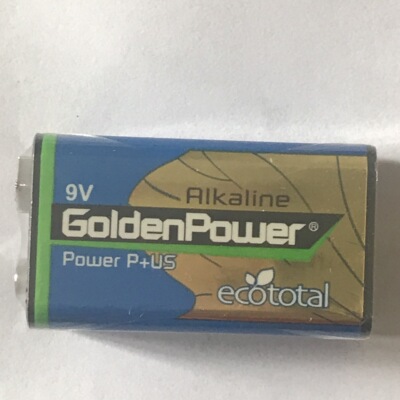 9V
Alkaline
GoldenPower®
Power P+US
ecototal